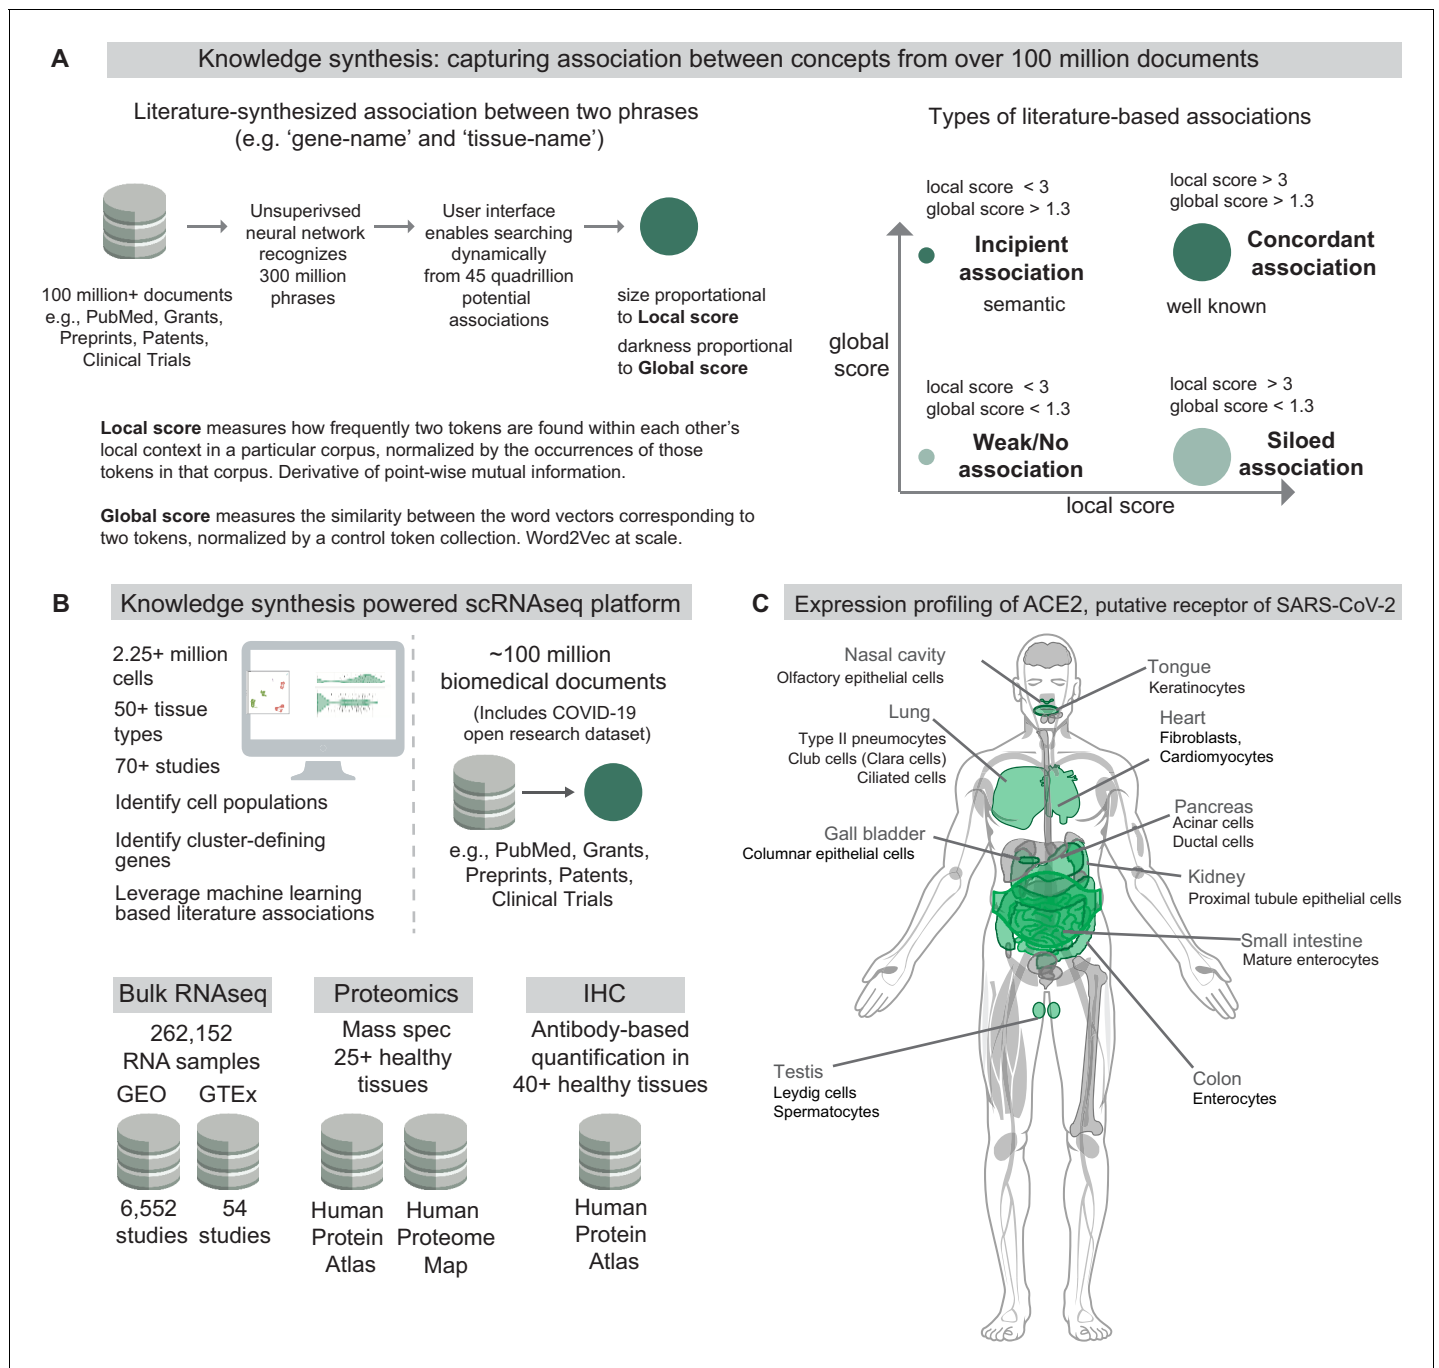 A
Knowledge synthesis: capturing association between concepts from over 100 million documents
Literature-synthesized association between two phrases
(e.g. ‘gene-name’ and ‘tissue-name’)
100 million+ documents
e.g., PubMed, Grants,
Preprints, Patents,
Clinical Trials
Unsuperivsed
neural network
recognizes
300 million
phrases
User interface
enables searching
dynamically
from 45 quadrillion
potential
associations
size proportational
to Local score
darkness proportional
to Global score
Local score measures how frequently two tokens are found within each other’s
local context in a particular corpus, normalized by the occurrences of those
tokens in that corpus. Derivative of point-wise mutual information.
Global score measures the similarity between the word vectors corresponding to
two tokens, normalized by a control token collection. Word2Vec at scale.
Types of literature-based associations
local score < 3
global score > 1.3
Incipient
association
semantic
local score > 3
global score > 1.3
Concordant
association
well known
global
score
local score < 3
global score < 1.3
Weak/No
association
local score > 3
global score < 1.3
Siloed
association
local score
B
Knowledge synthesis powered scRNAseq platform
2.25+ million
cells
50+ tissue
types
70+ studies
Identify cell populations
Identify cluster-defining
genes
Leverage machine learning
based literature associations
~100 million
biomedical documents
(Includes COVID-19
open research dataset)
e.g., PubMed, Grants,
Preprints, Patents,
Clinical Trials
Bulk RNAseq
262,152
RNA samples
GEO
GTEx
6,552
studies
54
studies
Proteomics
Mass spec
25+ healthy
tissues
Human
Protein
Atlas
Human
Proteome
Map
IHC
Antibody-based
quantification in
40+ healthy tissues
Human
Protein
Atlas
C
Expression profiling of ACE2, putative receptor of SARS-CoV-2
Nasal cavity
Olfactory epithelial cells
Tongue
Keratinocytes
Lung
Type II pneumocytes
Club cells (Clara cells)
Ciliated cells
Heart
Fibroblasts,
Cardiomyocytes
Gall bladder
Columnar epithelial cells
Pancreas
Acinar cells
Ductal cells
Kidney
Proximal tubule epithelial cells
Small intestine
Mature enterocytes
Testis
Leydig cells
Spermatocytes
Colon
Enterocytes